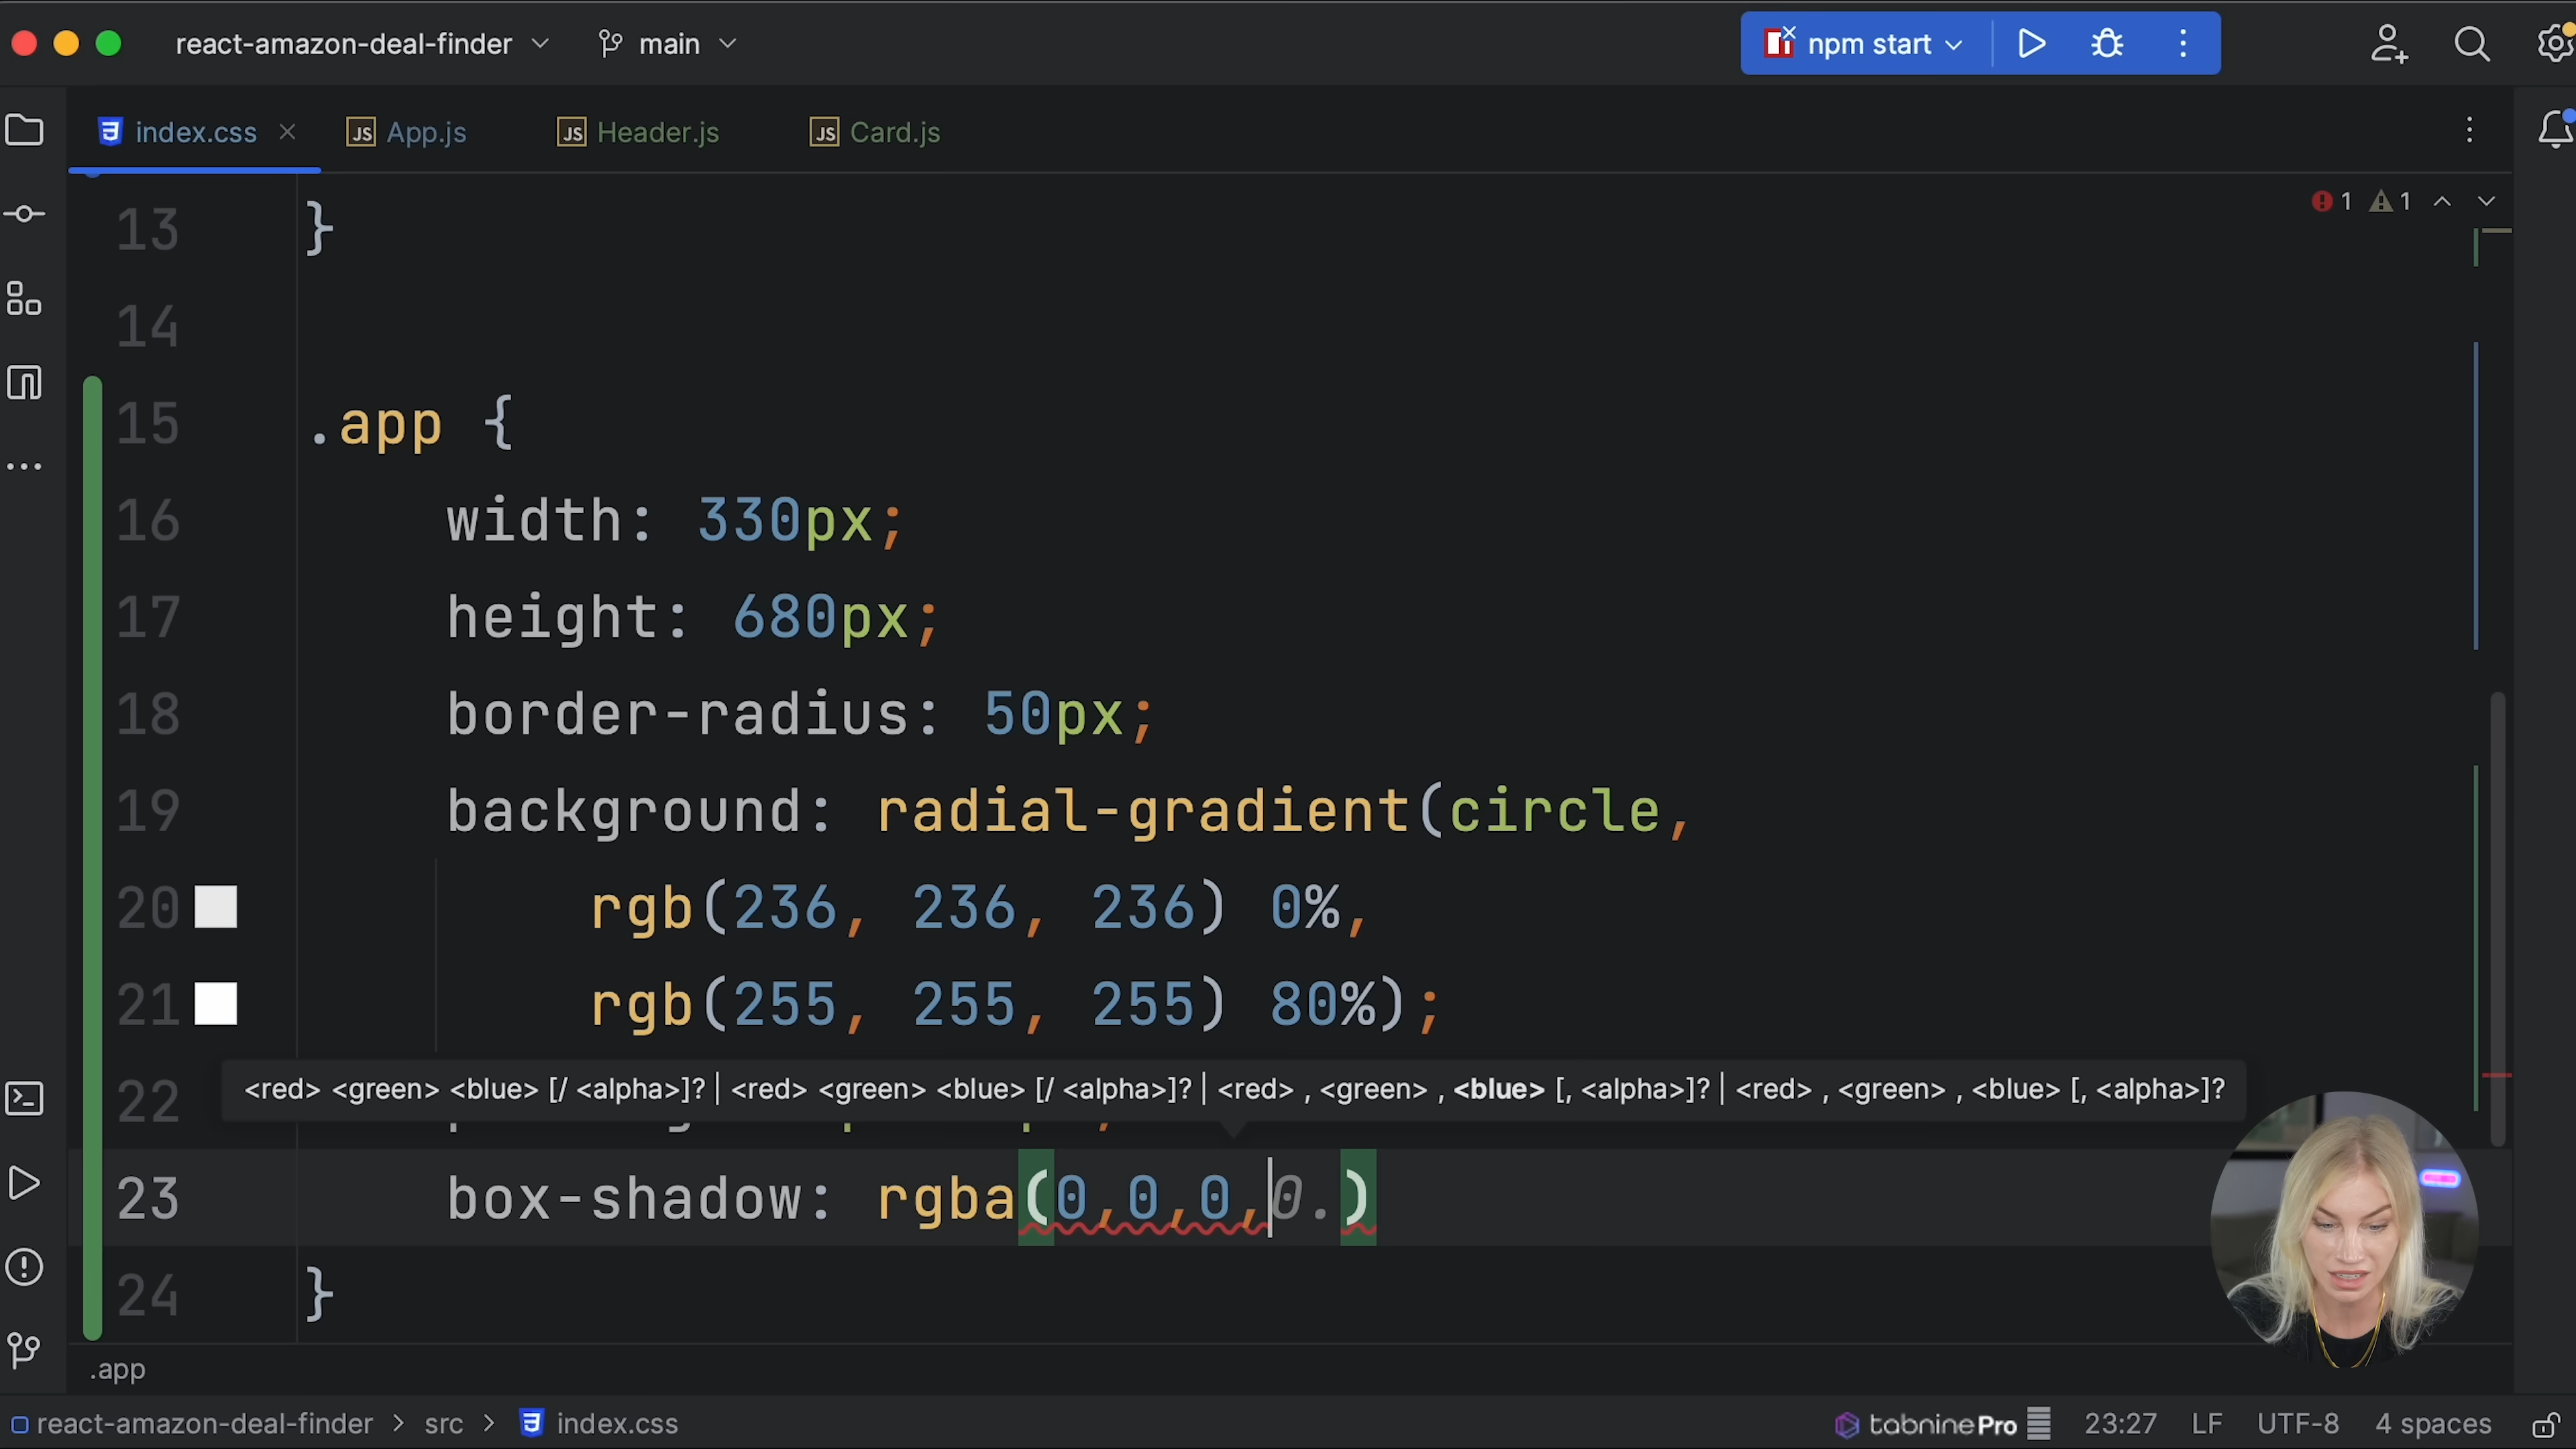 react-amazon-deal-finder main npm start
index.css App.js Header.js Card.js
1 1
13 }
14
15 .app {
16 width: 330px;
17 height: 680px;
18 border-radius: 50px;
19 background: radial-gradient(circle,
20 rgb(236, 236, 236) 0%,
21 rgb(255, 255, 255) 80%);
22 <red> <green> <blue> [/ <alpha>]? | <red> <green> <blue> [/ <alpha>]? | <red> , <green> , <blue> [, <alpha>]? | <red> , <green> , <blue> [, <alpha>]?
23 box-shadow: rgba(0,0,0,0.)
24 }
.app
react-amazon-deal-finder > src > index.css tabnine Pro 23:27 LF UTF-8 4 spaces